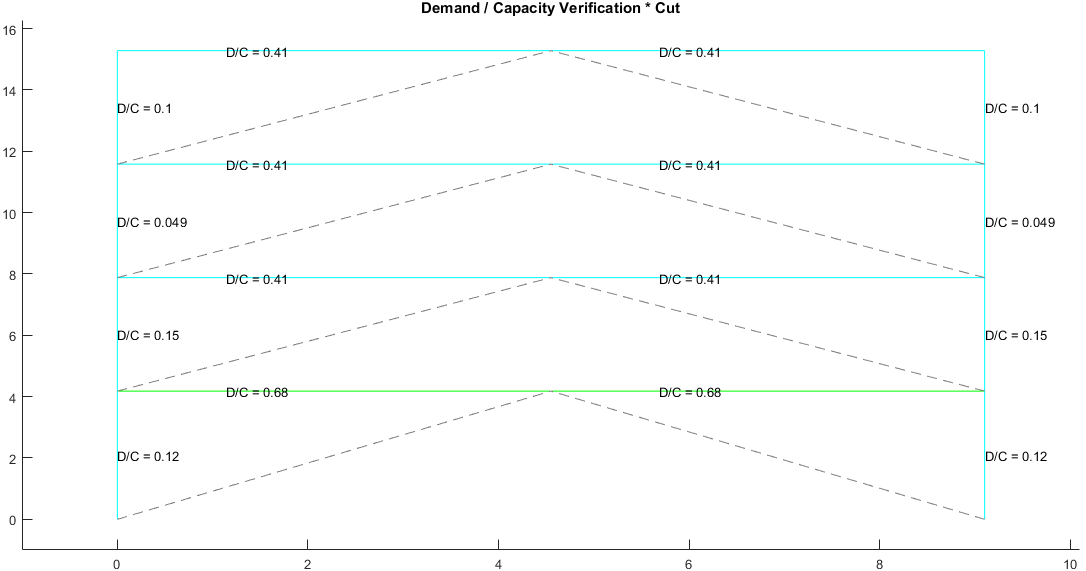 Demand / Capacity Verification * Cut
16
D/C = 0.41 D/C = 0.41
14
D/C = 0.1 D/C = 0.1
12
D/C = 0.41 D/C = 0.41
10
D/C = 0.049 D/C = 0.049
8
D/C = 0.41 D/C = 0.41
6
D/C = 0.15 D/C = 0.15
4
D/C = 0.68 D/C = 0.68
2
D/C = 0.12 D/C = 0.12
0
0 2 4 6 8 10